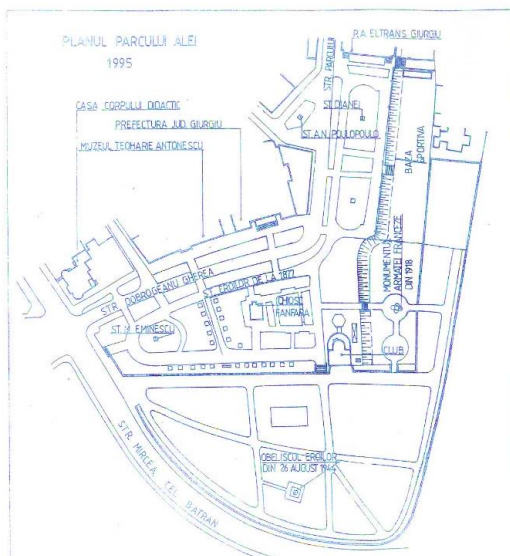 PLANUL PARCULUI ALEI
1995
R.A. ELTRANS GIURGIU
STR. PARCULUI
CASA CORPULUI DIDACTIC
PREFECTURA JUD. GIURGIU
MUZEUL TEOHARIE ANTONESCU
ST. DIANEI
ST. A.N. POULOPOULO
BAZA
SPORTIVA
STR. DOBROGEANU GHEREA
EROILOR DE LA 1877
CHIOSC
FANFARA
MONUMENTUL
ARMATEI FRANCEZE
DIN 1918
ST. M. EMINESCU
CLUB
OBELISCUL EROILOR
DIN 26 AUGUST 1944
STR. MIRCEA CEL BATRAN